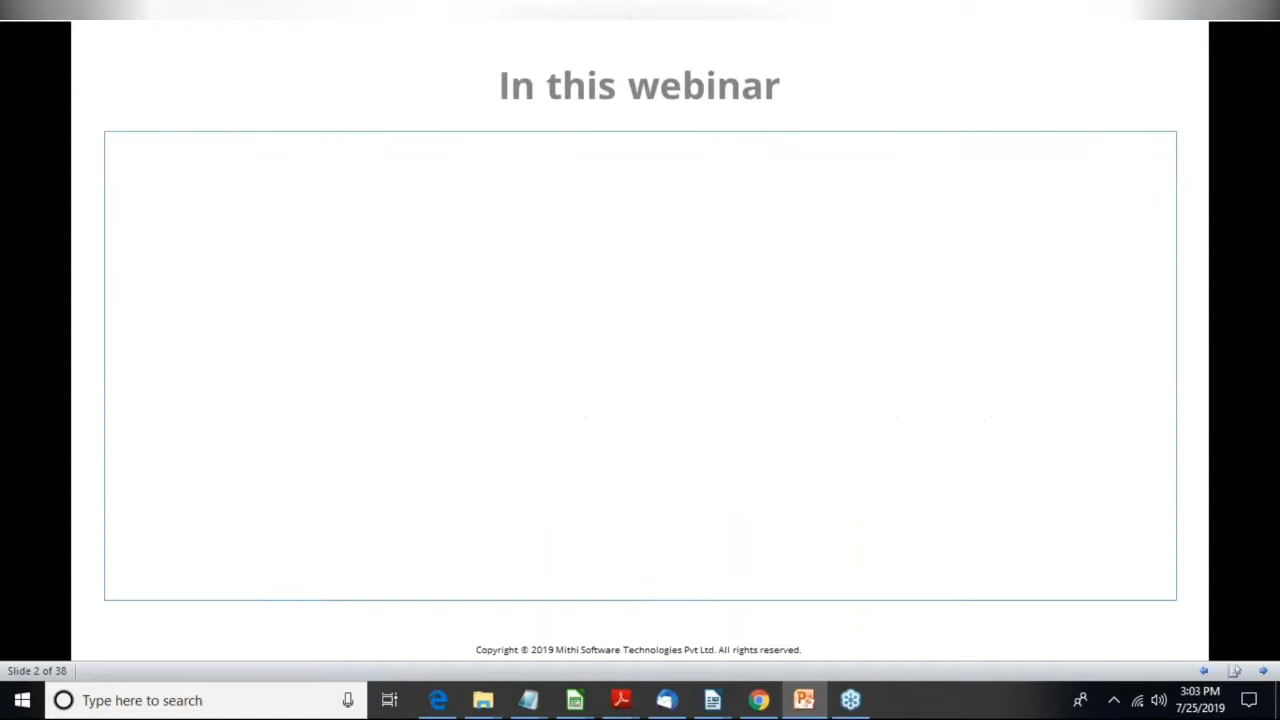 In this webinar
Copyright © 2019 Mithi Software Technologies Pvt Ltd. All rights reserved.
Slide 2 of 38
Type here to search
3:03 PM
7/25/2019